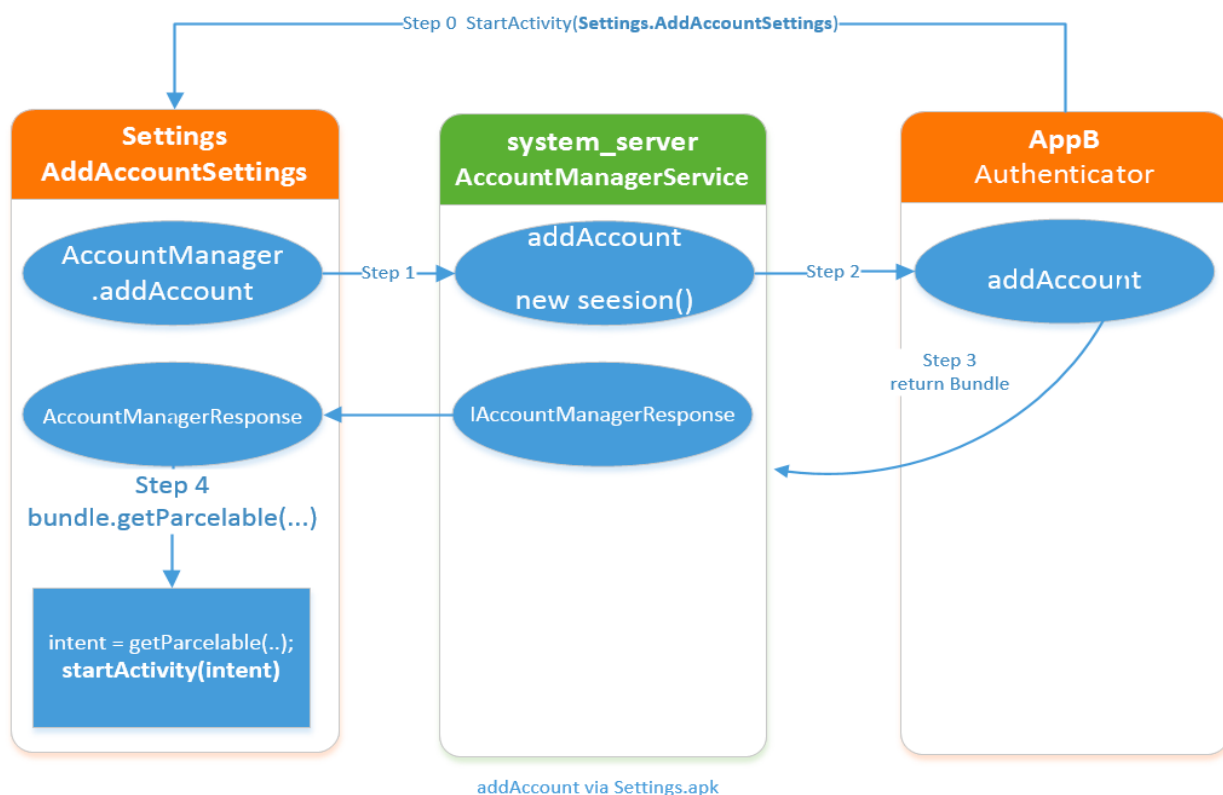 Step 0 StartActivity(Settings.AddAccountSettings)
Settings
AddAccountSettings
system_server
AccountManagerService
AppB
Authenticator
AccountManager
.addAccount
Step 1
addAccount
new seesion()
Step 2
addAccount
Step 3
return Bundle
AccountManagerResponse
IAccountManagerResponse
Step 4
bundle.getParcelable(...)
intent = getParcelable(..);
startActivity(intent)
addAccount via Settings.apk